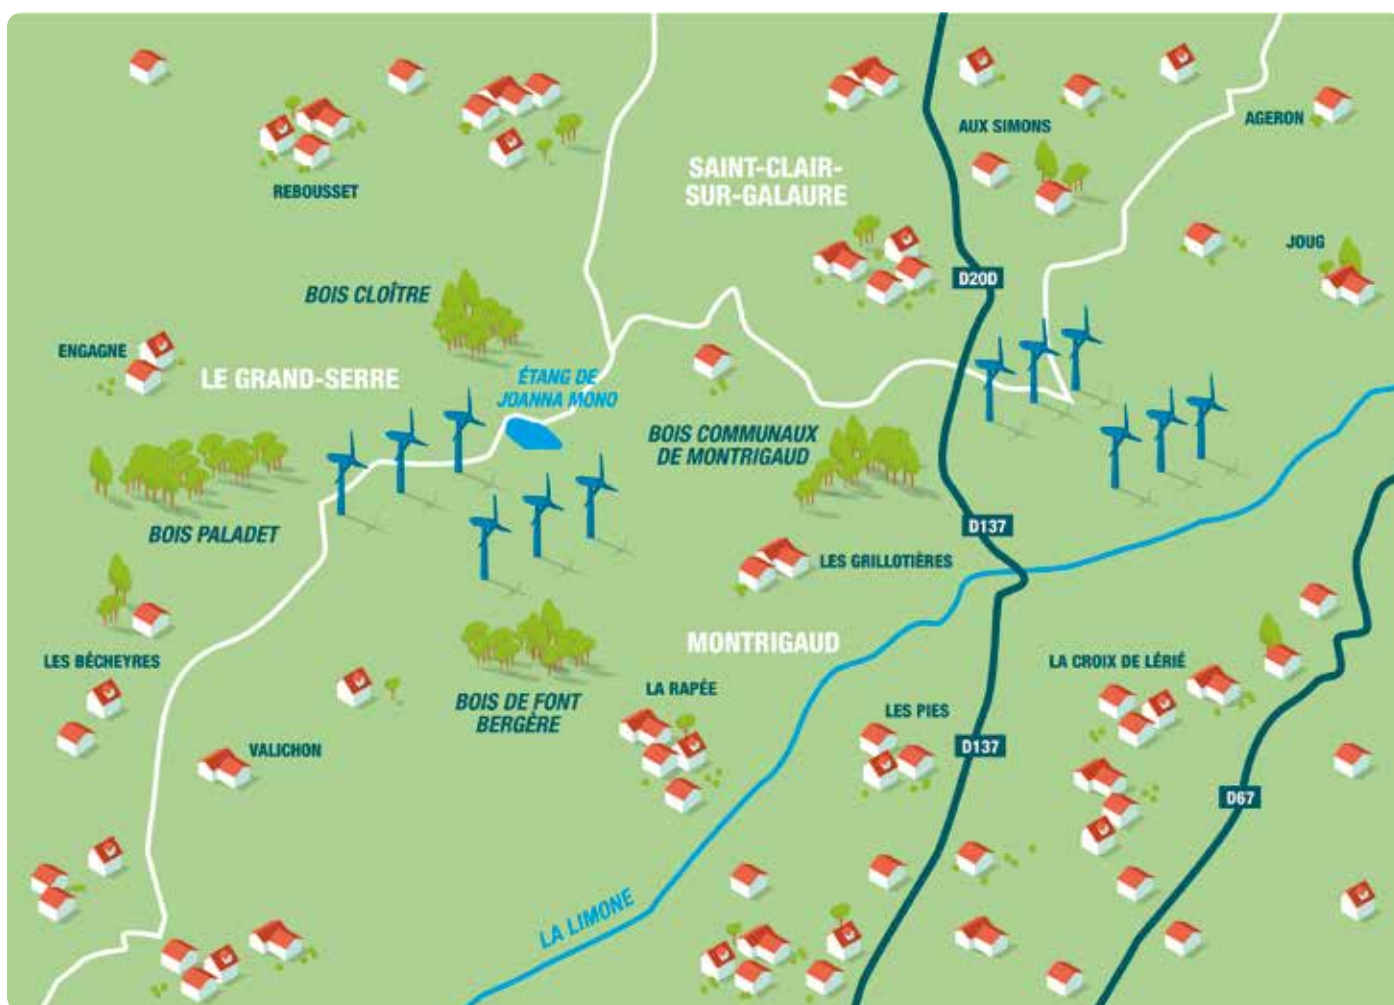 AUX SIMONS
AGERON
REBOUSSET
SAINT-CLAIR-
SUR-GALAURE
JOUG
D20D
BOIS CLOÎTRE
ENGAGNE
LE GRAND-SERRE
ÉTANG DE
JOANNA MONO
BOIS COMMUNAUX
DE MONTRIGAUD
BOIS PALADET
D137
LES GRILLOTIÈRES
MONTRIGAUD
LES BÉCHEYRES
LA CROIX DE LÉRIÉ
LA RAPÉE
BOIS DE FONT
BERGÈRE
LES PIES
VALICHON
D137
D67
LA LIMONE